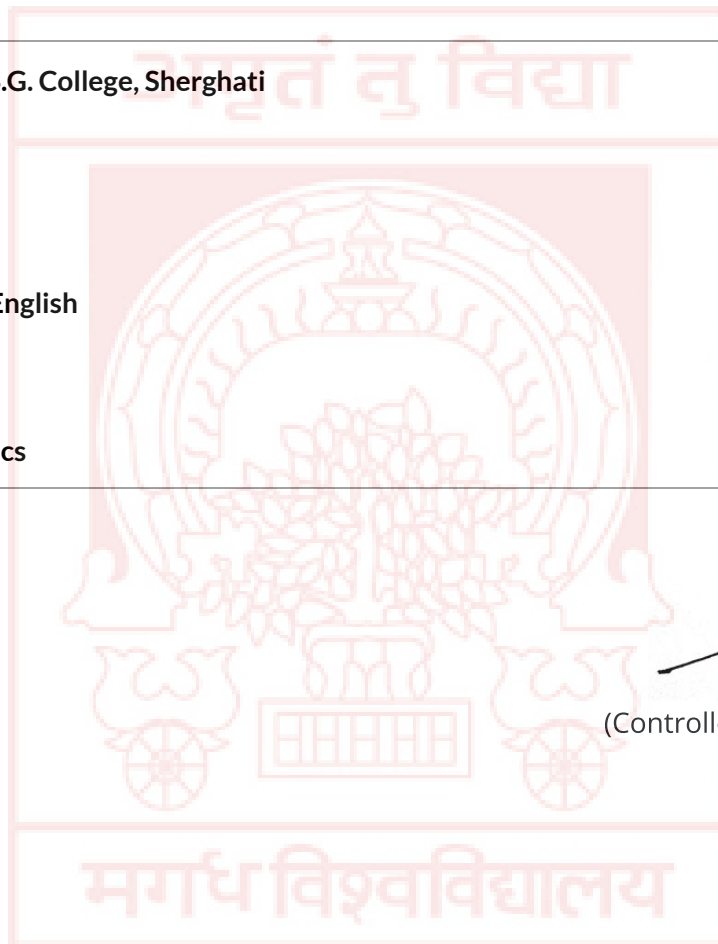 अमृतं तु विद्या
.G. College, Sherghati
English
cs
(Controll
मगध विश्वविद्यालय